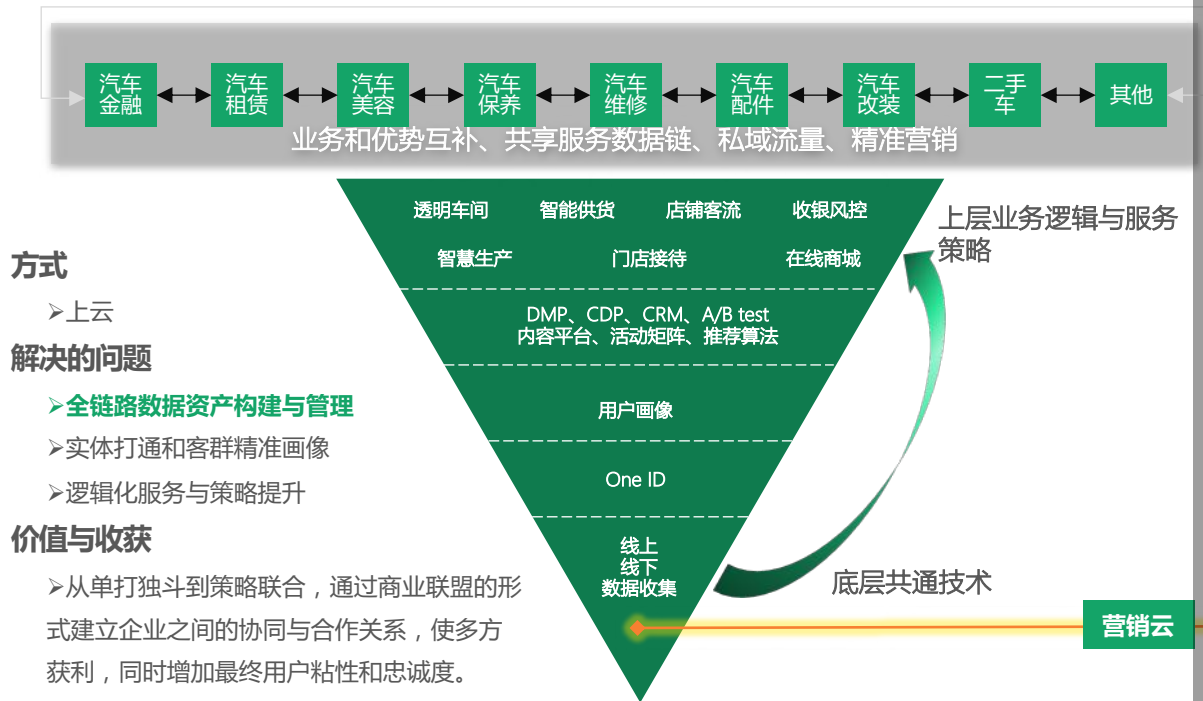 汽车
金融
汽车
租赁
汽车
美容
汽车
保养
汽车
维修
汽车
配件
汽车
改装
二手
车
其他
业务和优势互补、共享服务数据链、私域流量、精准营销
透明车间
智能供货
店铺客流
收银风控
智慧生产
门店接待
在线商城
DMP、CDP、CRM、A/B test
内容平台、活动矩阵、推荐算法
用户画像
One ID
线上
线下
数据收集
上层业务逻辑与服务
策略
底层共通技术
营销云
方式
➢上云
解决的问题
➢全链路数据资产构建与管理
➢实体打通和客群精准画像
➢逻辑化服务与策略提升
价值与收获
➢从单打独斗到策略联合，通过商业联盟的形
式建立企业之间的协同与合作关系，使多方
获利，同时增加最终用户粘性和忠诚度。